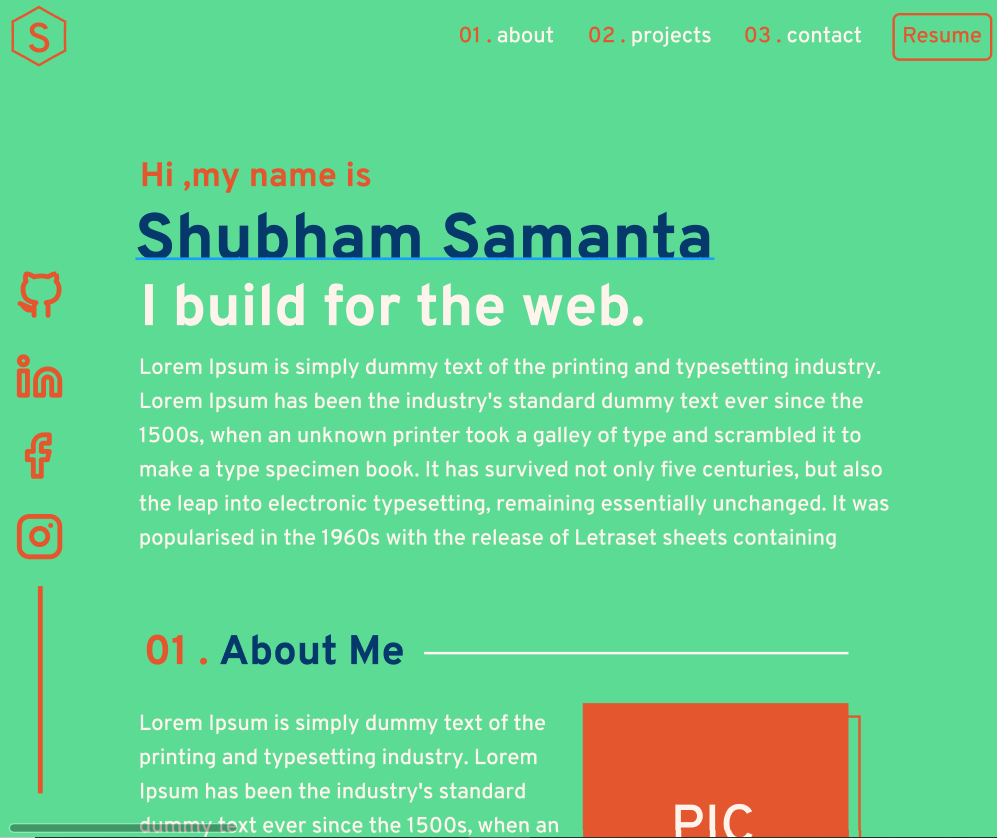 S
01 . about 02 . projects 03 . contact Resume
Hi ,my name is
Shubham Samanta
I build for the web.
Lorem Ipsum is simply dummy text of the printing and typesetting industry.
Lorem Ipsum has been the industry's standard dummy text ever since the
1500s, when an unknown printer took a galley of type and scrambled it to
make a type specimen book. It has survived not only five centuries, but also
the leap into electronic typesetting, remaining essentially unchanged. It was
popularised in the 1960s with the release of Letraset sheets containing
01 . About Me
Lorem Ipsum is simply dummy text of the
printing and typesetting industry. Lorem
Ipsum has been the industry's standard
dummy text ever since the 1500s, when an
PIC